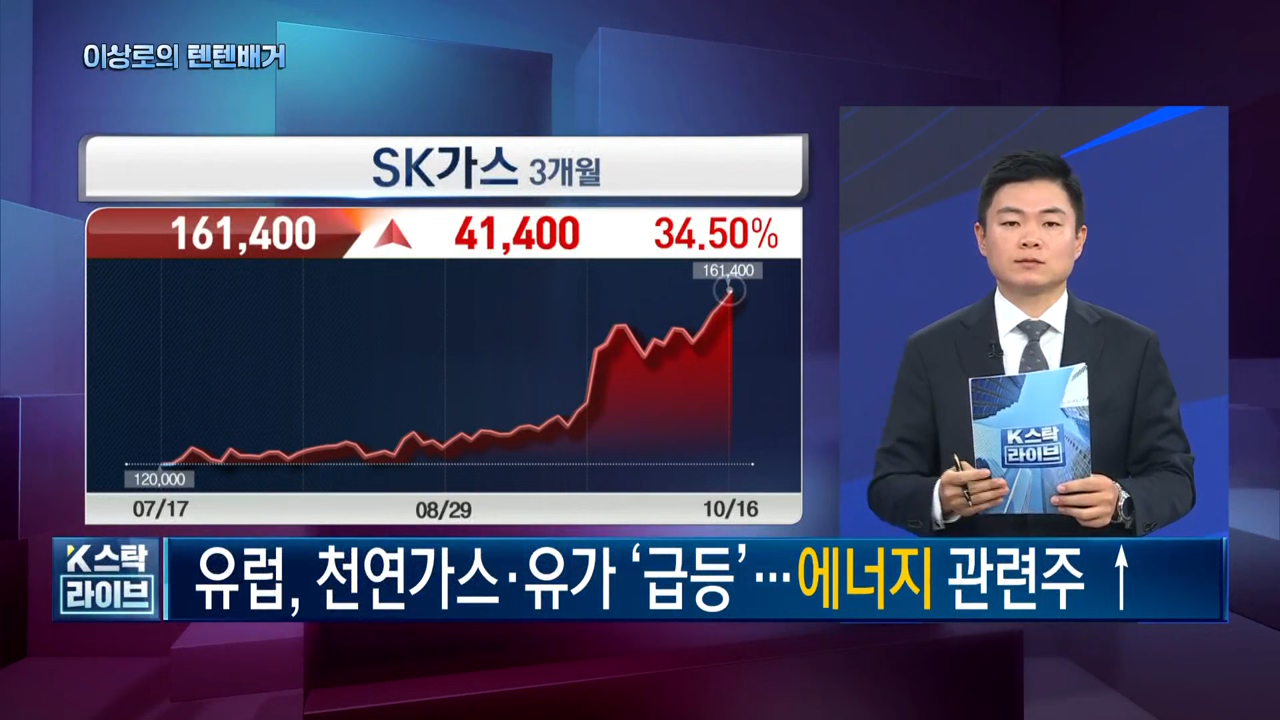 이상로의 텐텐배거
SK가스 3개월
161,400 ▲ 41,400 34.50%
161,400
120,000
07/17 08/29 10/16
K스탁
라이브
K스탁
라이브
유럽, 천연가스·유가 ‘급등’…에너지 관련주 ↑